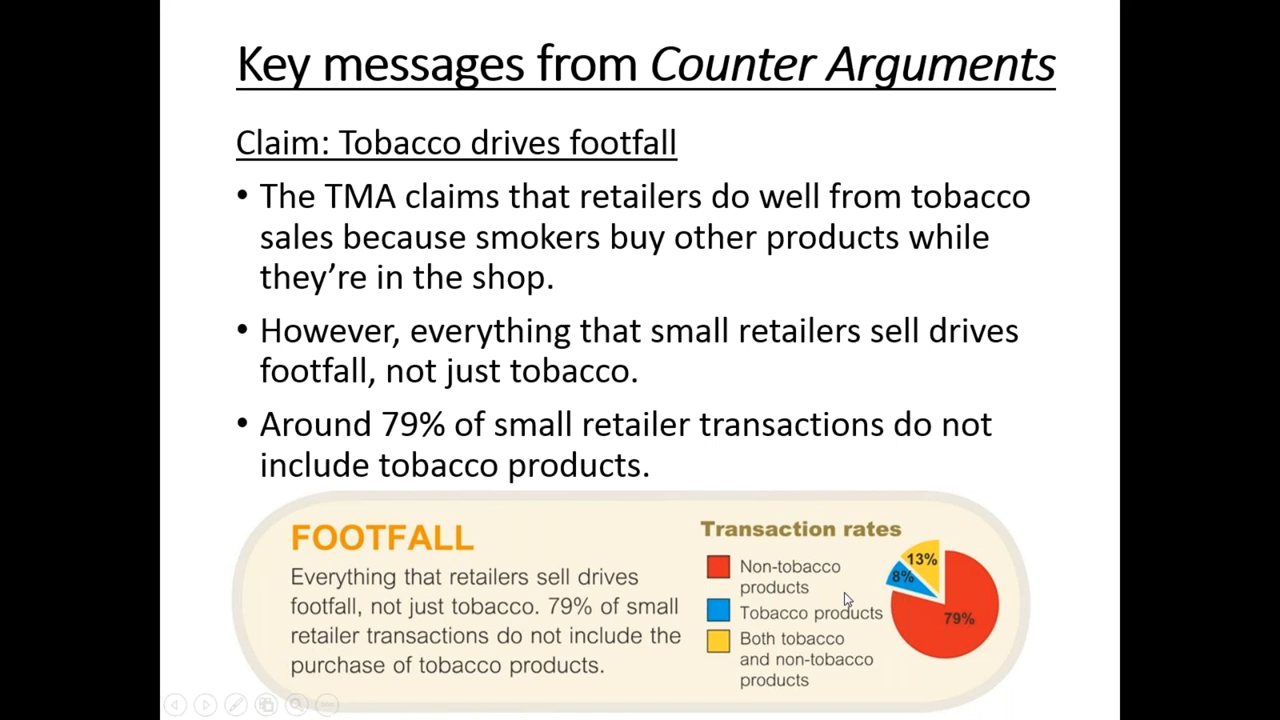 Key messages from Counter Arguments
Claim: Tobacco drives footfall
• The TMA claims that retailers do well from tobacco
sales because smokers buy other products while
they’re in the shop.
• However, everything that small retailers sell drives
footfall, not just tobacco.
• Around 79% of small retailer transactions do not
include tobacco products.
FOOTFALL
Everything that retailers sell drives
footfall, not just tobacco. 79% of small
retailer transactions do not include the
purchase of tobacco products.
Transaction rates
Non-tobacco
products
Tobacco products
Both tobacco
and non-tobacco
products
13%
8%
79%